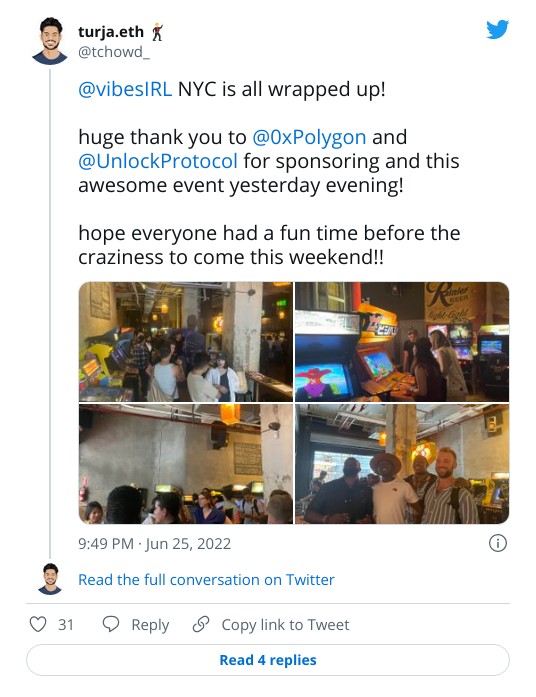 turja.eth
@tchowd_
@vibesIRL NYC is all wrapped up!
huge thank you to @0xPolygon and
@UnlockProtocol for sponsoring and this
awesome event yesterday evening!
hope everyone had a fun time before the
craziness to come this weekend!!
Rainier
BEER
9:49 PM · Jun 25, 2022
Read the full conversation on Twitter
31 Reply Copy link to Tweet
Read 4 replies